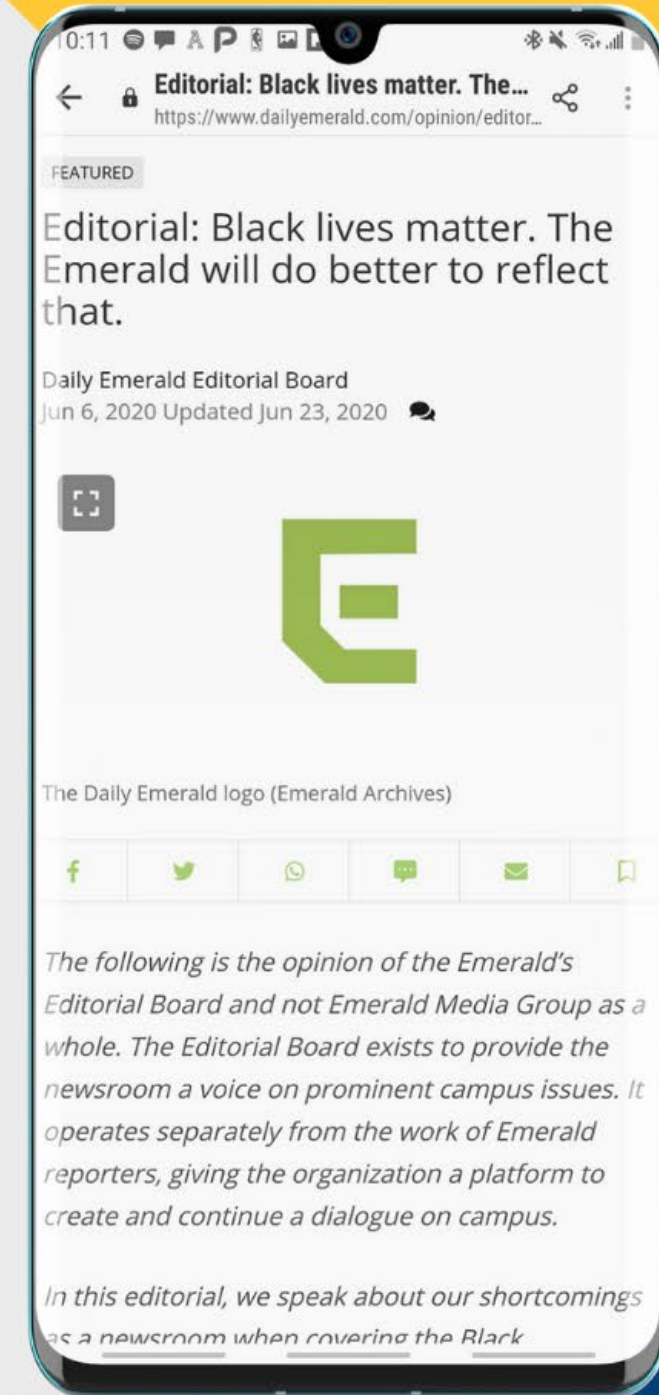 10:11
Editorial: Black lives matter. The...
https://www.dailyemerald.com/opinion/editor...
FEATURED
Editorial: Black lives matter. The
Emerald will do better to reflect
that.
Daily Emerald Editorial Board
Jun 6, 2020 Updated Jun 23, 2020
The Daily Emerald logo (Emerald Archives)
The following is the opinion of the Emerald's
Editorial Board and not Emerald Media Group as a
whole. The Editorial Board exists to provide the
newsroom a voice on prominent campus issues. It
operates separately from the work of Emerald
reporters, giving the organization a platform to
create and continue a dialogue on campus.
In this editorial, we speak about our shortcomings
as a newsroom when covering the Black